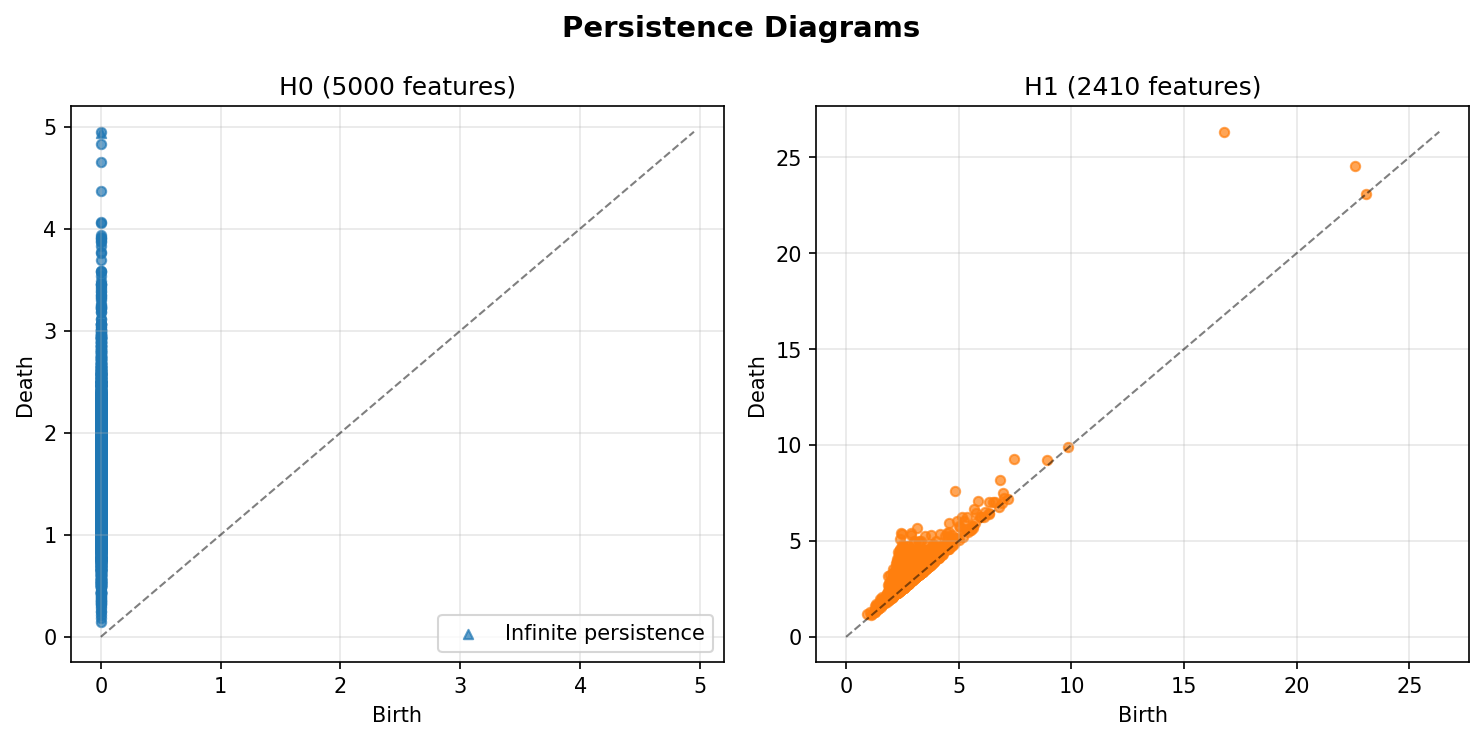 Persistence Diagrams
H0 (5000 features)
Death
5
4
3
2
1
0
Infinite persistence
0 1 2 3 4 5
Birth
H1 (2410 features)
Death
25
20
15
10
5
0
0 5 10 15 20 25
Birth